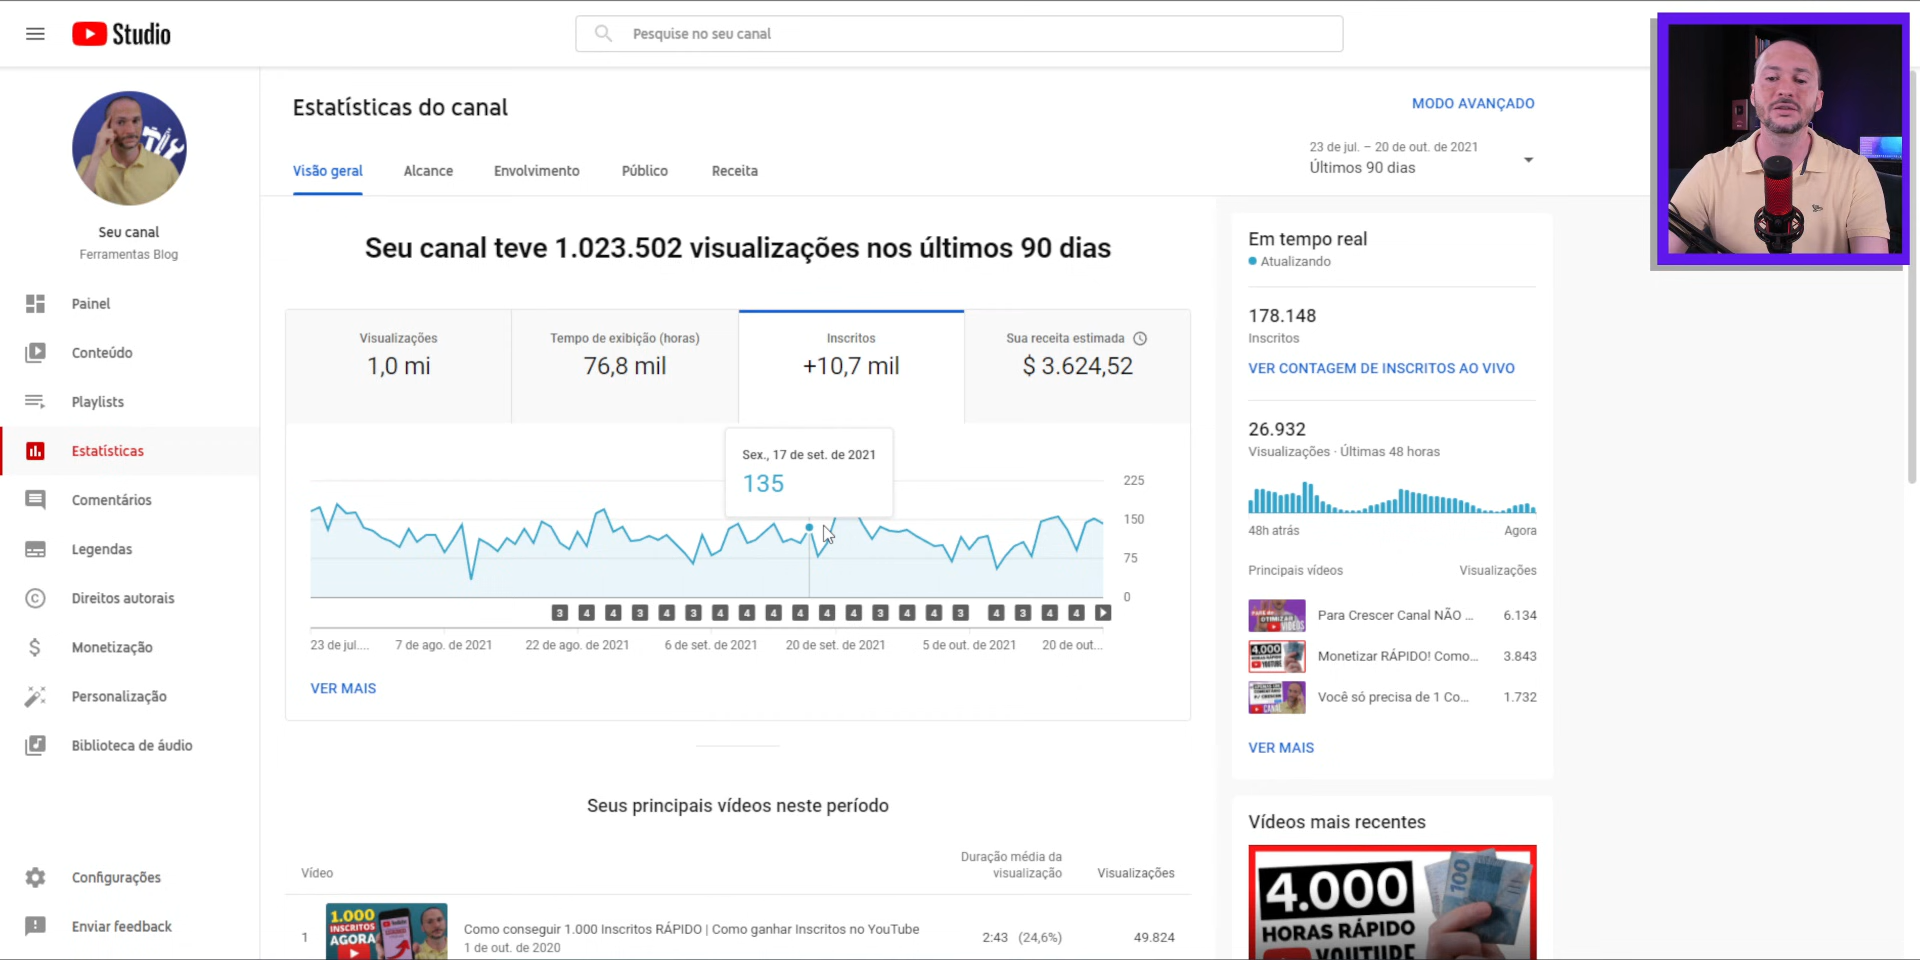 Studio
Pesquise no seu canal
Seu canal
Ferramentas Blog
Painel
Conteúdo
Playlists
Estatísticas
Comentários
Legendas
Direitos autorais
Monetização
Personalização
Biblioteca de áudio
Configurações
Enviar feedback
Estatísticas do canal
MODO AVANÇADO
Visão geral
Alcance
Envolvimento
Público
Receita
23 de jul. – 20 de out. de 2021
Últimos 90 dias
Seu canal teve 1.023.502 visualizações nos últimos 90 dias
Visualizações
1,0 mi
Tempo de exibição (horas)
76,8 mil
Inscritos
+10,7 mil
Sua receita estimada
$ 3.624,52
Sex., 17 de set. de 2021
135
225
150
75
0
3 4 4 3 4 3 4 4 4 4 4 4 3 4 4 3 4 3 4 4
23 de jul....
7 de ago. de 2021
22 de ago. de 2021
6 de set. de 2021
20 de set. de 2021
5 de out. de 2021
20 de out...
VER MAIS
Seus principais vídeos neste período
Vídeo
Duração média da
visualização
Visualizações
1
1.000
INSCRITOS
AGORA
Como conseguir 1.000 Inscritos RÁPIDO | Como ganhar Inscritos no YouTube
1 de out. de 2020
2:43 (24,6%)
49.824
Em tempo real
Atualizando
178.148
Inscritos
VER CONTAGEM DE INSCRITOS AO VIVO
26.932
Visualizações · Últimas 48 horas
48h atrás
Agora
Principais vídeos
Visualizações
OTIMIZAR
VÍDEOS
Para Crescer Canal NÃO ...
6.134
4.000
HORAS RÁPIDO
YOUTUBE
Monetizar RÁPIDO! Como...
3.843
CANAL
Você só precisa de 1 Co...
1.732
VER MAIS
Vídeos mais recentes
4.000
HORAS RÁPIDO
YOUTUBE
100